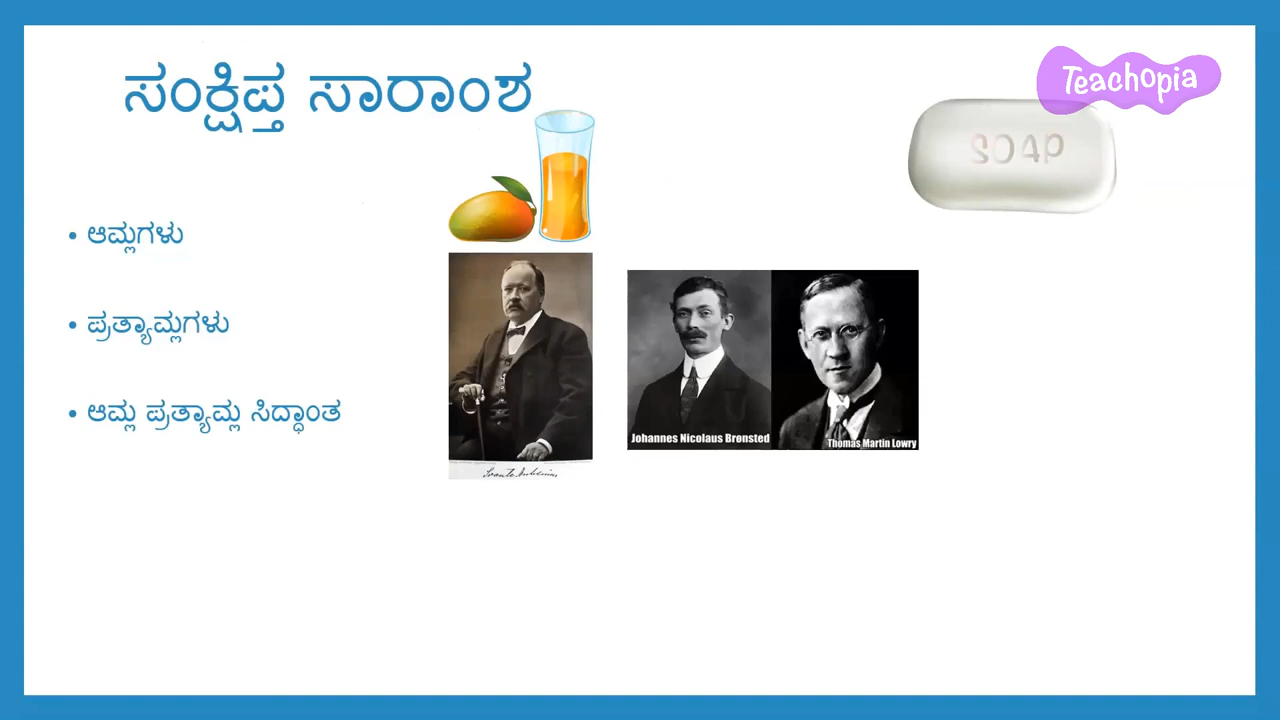 ಸಂಕ್ಷಿಪ್ತ ಸಾರಾಂಶ
Teachopia
SOAP
• ಆಮ್ಲಗಳು
• ಪ್ರತ್ಯಾಮ್ಲಗಳು
• ಆಮ್ಲ ಪ್ರತ್ಯಾಮ್ಲ ಸಿದ್ಧಾಂತ
Johannes Nicolaus Brønsted
Thomas Martin Lowry